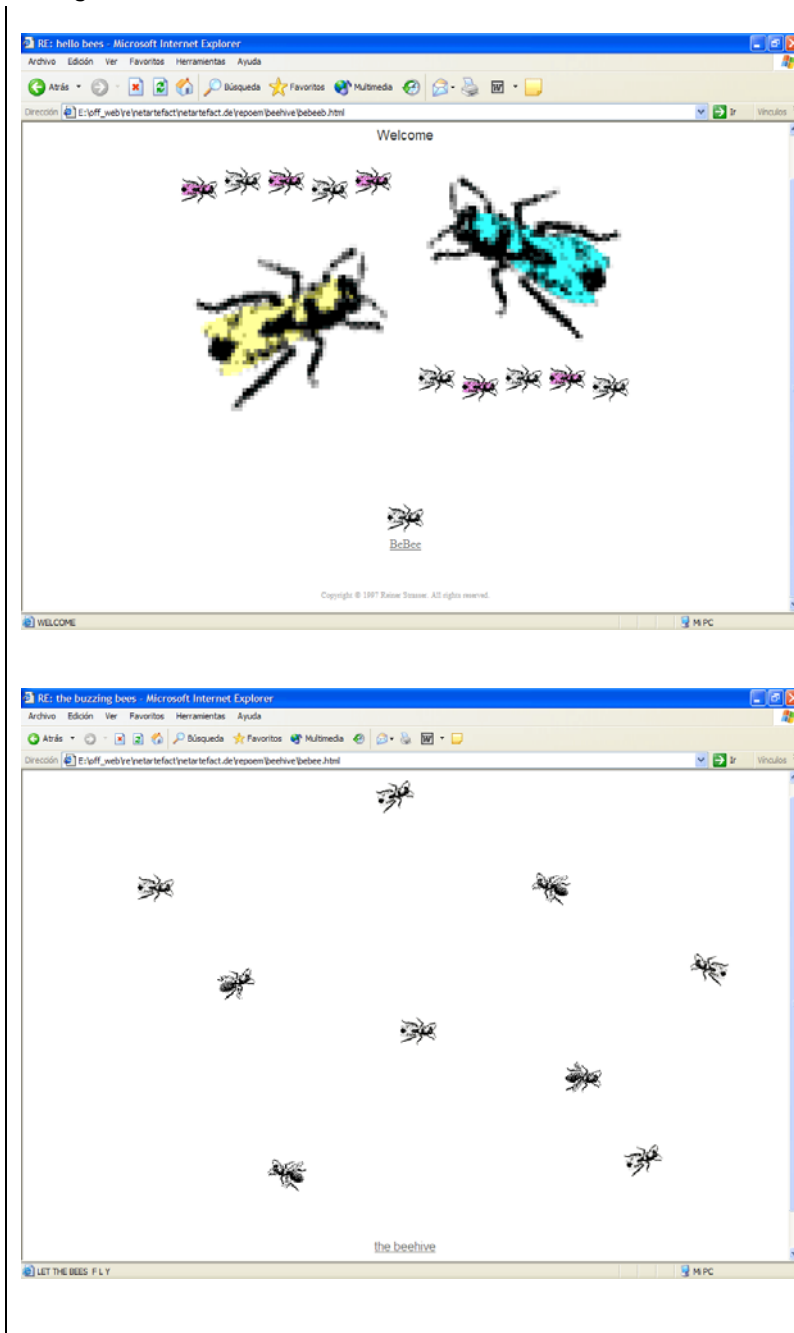 RE: hello bees - Microsoft Internet Explorer
Archivo Edición Ver Favoritos Herramientas Ayuda
Atrás Búsqueda Favoritos Multimedia W
Dirección E:\off_web\re\netartefact\netartefact.de\repoem\beehive\bebeeb.html Ir Vínculos
Welcome
BeBee
Copyright © 1997 Reiner Strasser. All rights reserved.
WELCOME Mi PC
RE: the buzzing bees - Microsoft Internet Explorer
Archivo Edición Ver Favoritos Herramientas Ayuda
Atrás Búsqueda Favoritos Multimedia W
Dirección E:\off_web\re\netartefact\netartefact.de\repoem\beehive\bebee.html Ir Vínculos
the beehive
LET THE BEES F L Y Mi PC